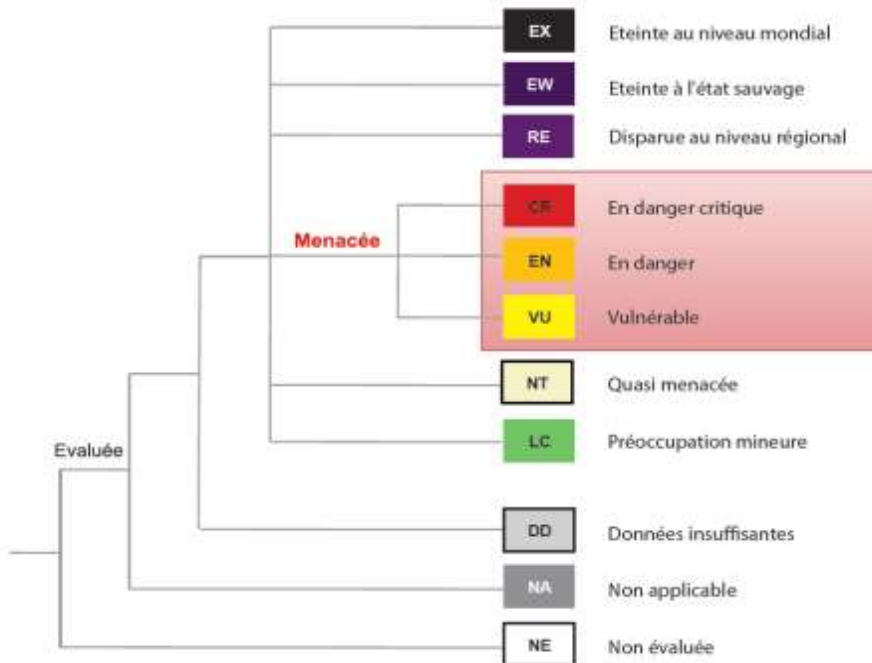 EX Eteinte au niveau mondial
EW Eteinte à l'état sauvage
RE Disparue au niveau régional
CR En danger critique
Menacée
EN En danger
VU Vulnérable
NT Quasi menacée
LC Préoccupation mineure
Evaluée
DD Données insuffisantes
NA Non applicable
NE Non évaluée